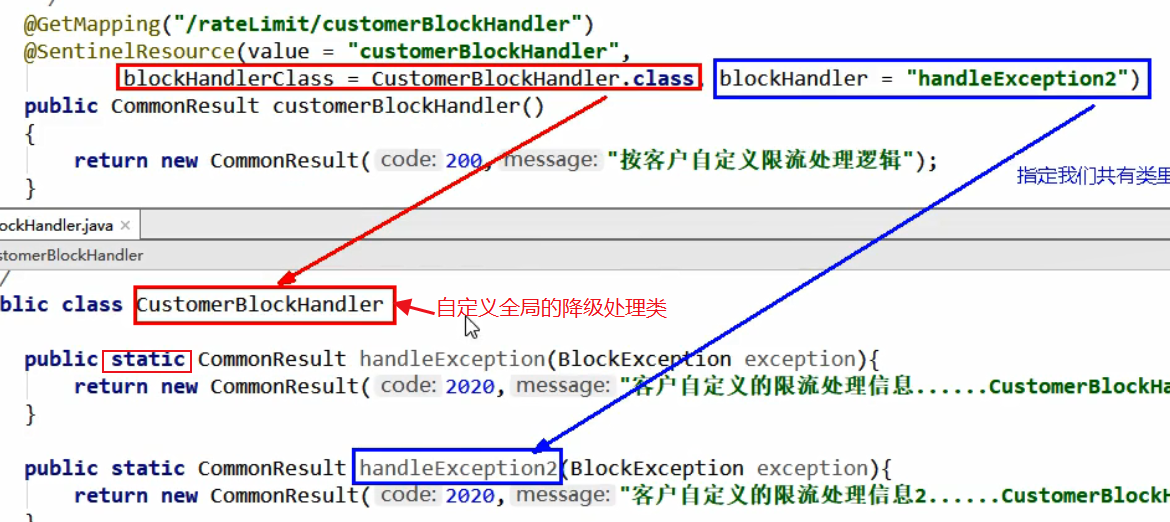 */
@GetMapping("/rateLimit/customerBlockHandler")
@SentinelResource(value = "customerBlockHandler",
blockHandlerClass = CustomerBlockHandler.class, blockHandler = "handleException2")
public CommonResult customerBlockHandler()
{
return new CommonResult( code: 200, message: "按客户自定义限流处理逻辑");
}
指定我们共有类里
ockHandler.java ×
stomerBlockHandler
/
blic class CustomerBlockHandler
自定义全局的降级处理类
public static CommonResult handleException(BlockException exception){
return new CommonResult( code: 2020, message: "客户自定义的限流处理信息......CustomerBlockHa
}
public static CommonResult handleException2(BlockException exception){
return new CommonResult( code: 2020, message: "客户自定义的限流处理信息2......CustomerBlockH
}